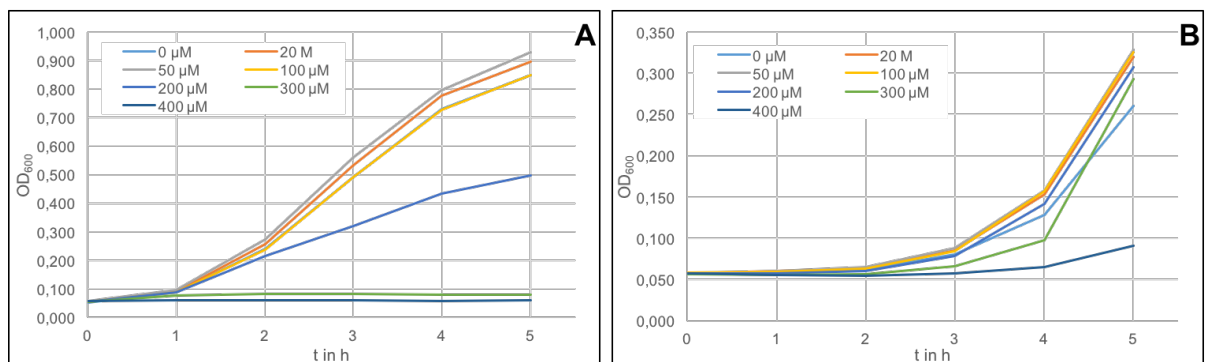 A
1,000
0,900
0,800
0,700
0,600
0,500
0,400
0,300
0,200
0,100
0,000
OD600
0 µM 20 M
50 µM 100 µM
200 µM 300 µM
400 µM
0 1 2 3 4 5
t in h
B
0,350
0,300
0,250
0,200
0,150
0,100
0,050
0,000
OD600
0 µM 20 µM
50 µM 100 µM
200 µM 300 µM
400 µM
0 1 2 3 4 5
t in h